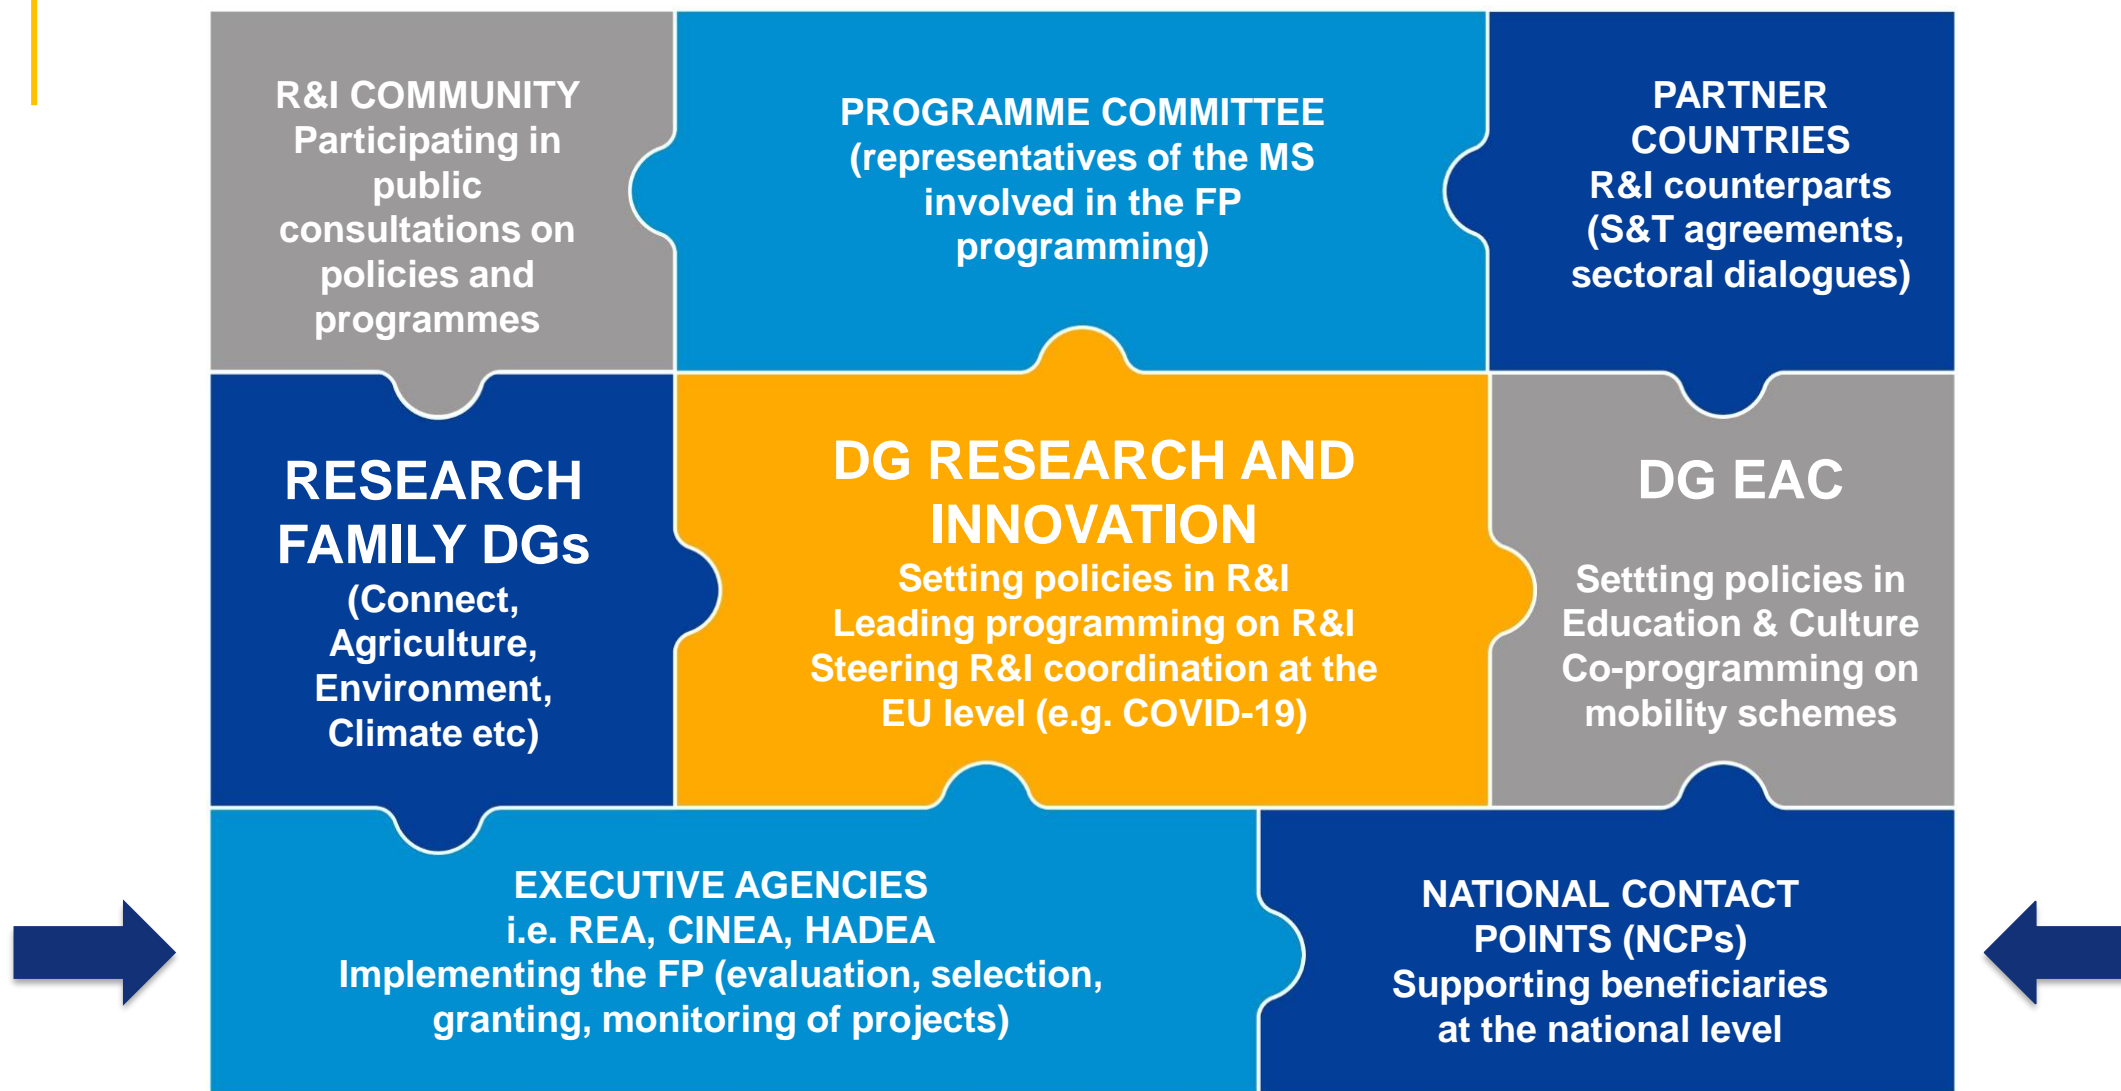 R&I COMMUNITY
Participating in
public
consultations on
policies and
programmes
PROGRAMME COMMITTEE
(representatives of the MS
involved in the FP
programming)
PARTNER
COUNTRIES
R&I counterparts
(S&T agreements,
sectoral dialogues)
RESEARCH
FAMILY DGs
(Connect,
Agriculture,
Environment,
Climate etc)
DG RESEARCH AND
INNOVATION
Setting policies in R&I
Leading programming on R&I
Steering R&I coordination at the
EU level (e.g. COVID-19)
DG EAC
Settting policies in
Education & Culture
Co-programming on
mobility schemes
EXECUTIVE AGENCIES
i.e. REA, CINEA, HADEA
Implementing the FP (evaluation, selection,
granting, monitoring of projects)
NATIONAL CONTACT
POINTS (NCPs)
Supporting beneficiaries
at the national level